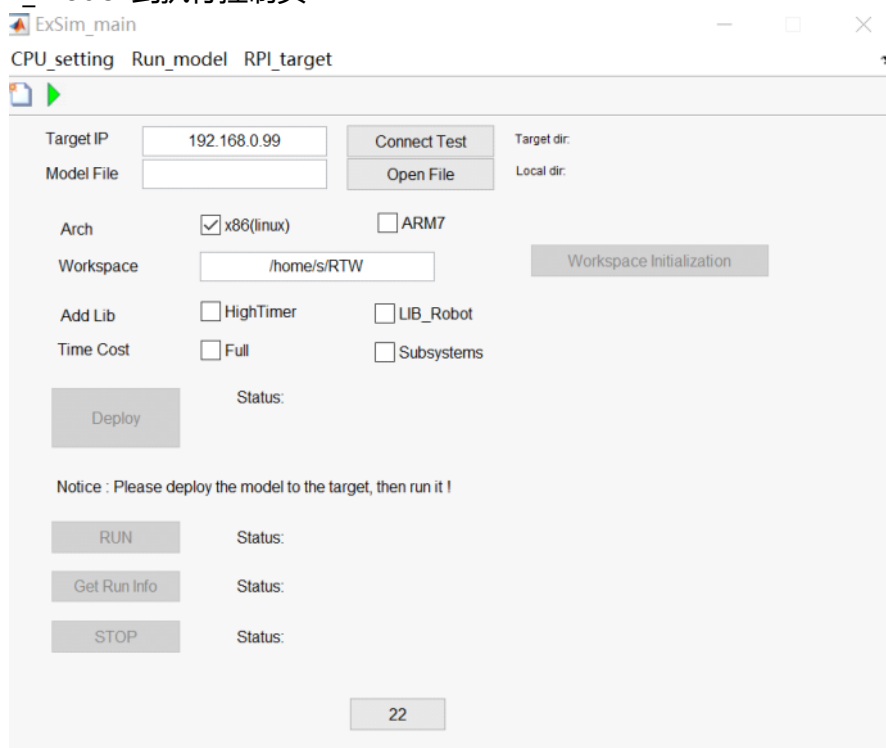 ExSim_main
CPU_setting Run_model RPI_target
Target IP 192.168.0.99 Connect Test Target dir:
Model File Open File Local dir:
Arch x86(linux) ARM7
Workspace /home/s/RTW Workspace Initialization
Add Lib HighTimer LIB_Robot
Time Cost Full Subsystems
Deploy Status:
Notice : Please deploy the model to the target, then run it !
RUN Status:
Get Run Info Status:
STOP Status:
22